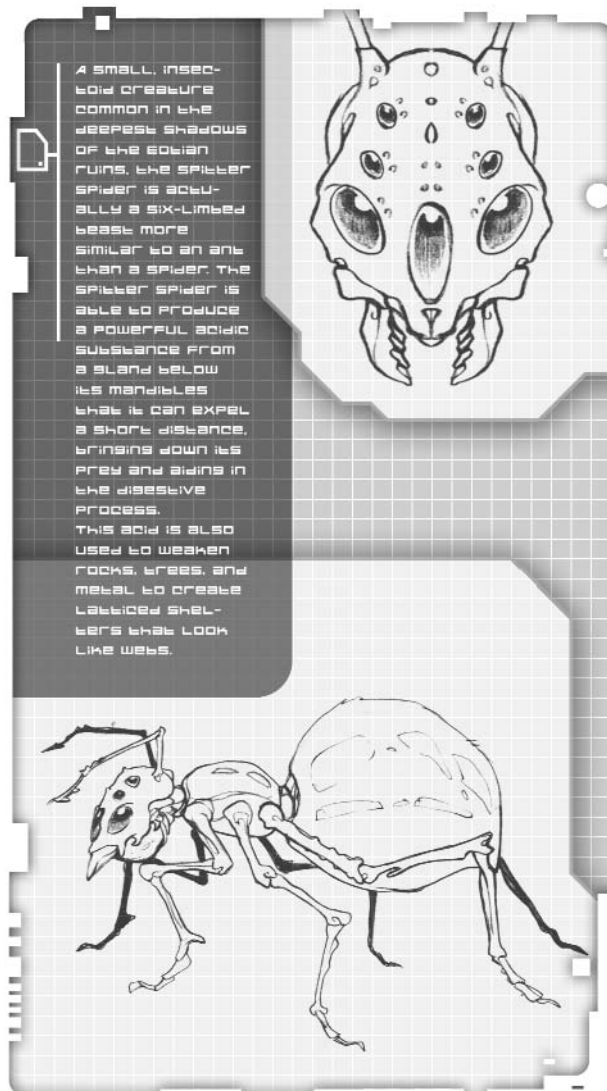 A small, insec-
toid creature
common in the
deepest shadows
of the Eotian
ruins, the spitter
spider is actu-
ally a six-limbed
beast more
similar to an ant
than a spider. The
spitter spider is
able to produce
a powerful acidic
substance from
a gland below
its mandibles
that it can expel
a short distance,
bringing down its
prey and aiding in
the digestive
process.
This acid is also
used to weaken
rocks, trees, and
metal to create
latticed shel-
ters that look
like webs.